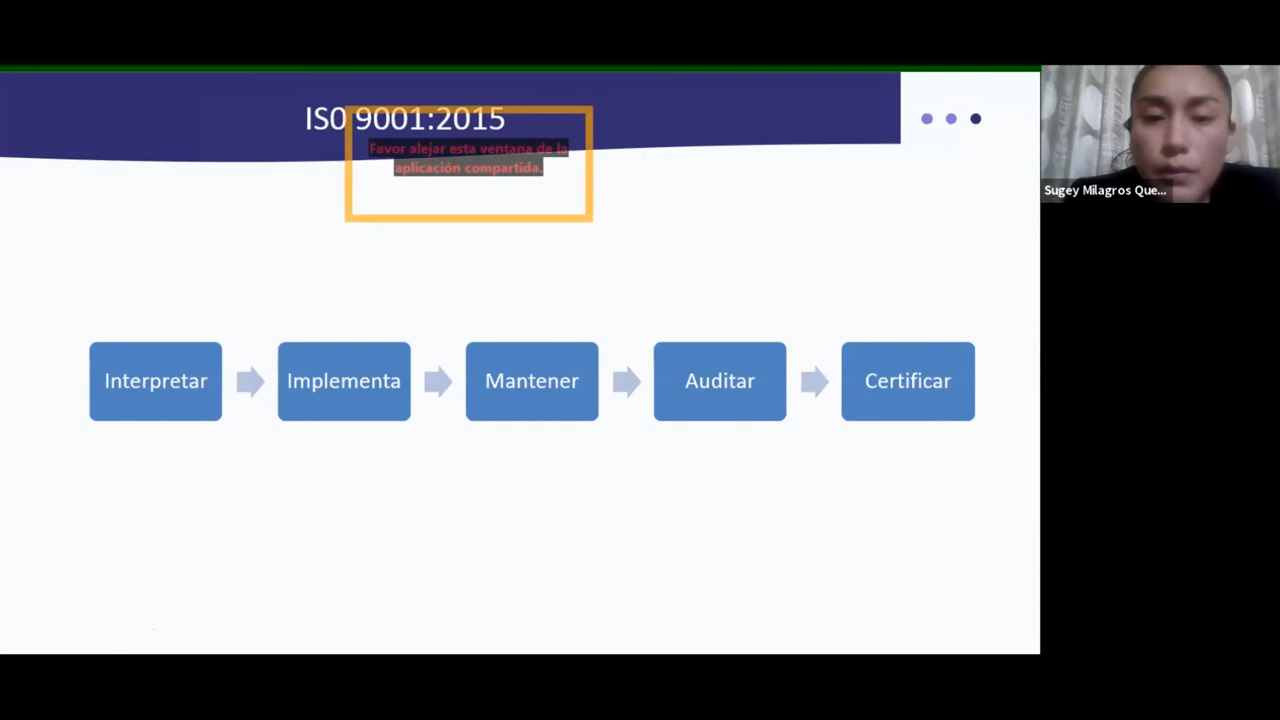 ISO 9001:2015
Favor alejar esta ventana de la
aplicación compartida.
Sugey Milagros Que...
Interpretar
Implementa
Mantener
Auditar
Certificar